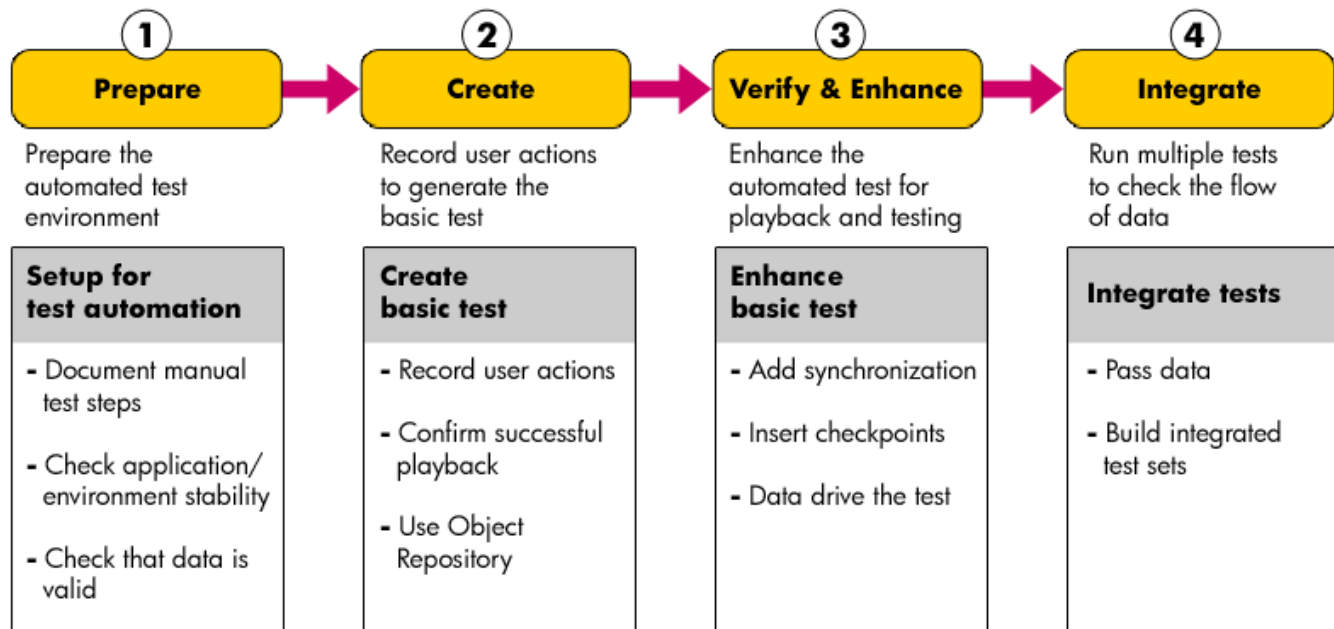 1
Prepare
Prepare the
automated test
environment
Setup for
test automation
- Document manual
test steps
- Check application/
environment stability
- Check that data is
valid
2
Create
Record user actions
to generate the
basic test
Create
basic test
- Record user actions
- Confirm successful
playback
- Use Object
Repository
3
Verify & Enhance
Enhance the
automated test for
playback and testing
Enhance
basic test
- Add synchronization
- Insert checkpoints
- Data drive the test
4
Integrate
Run multiple tests
to check the flow
of data
Integrate tests
- Pass data
- Build integrated
test sets